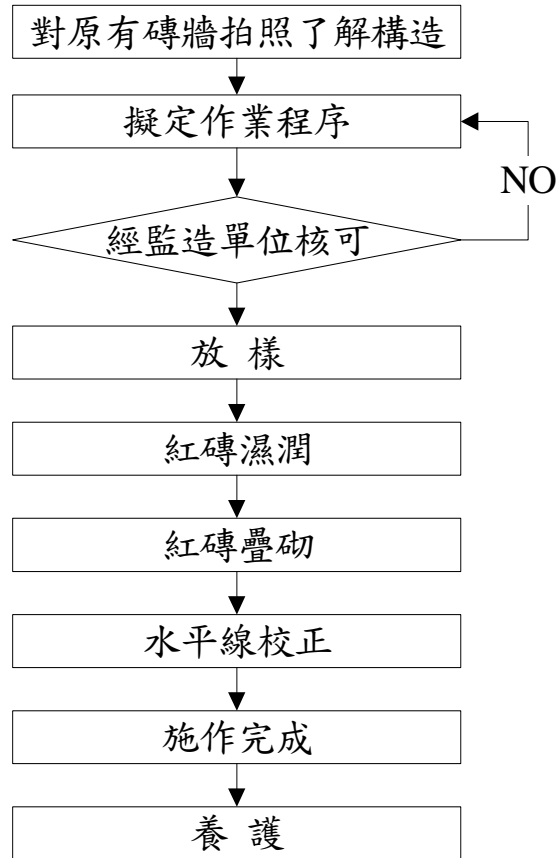 對原有磚牆拍照了解構造
擬定作業程序
NO
經監造單位核可
放 樣
紅磚濕潤
紅磚疊砌
水平線校正
施作完成
養 護